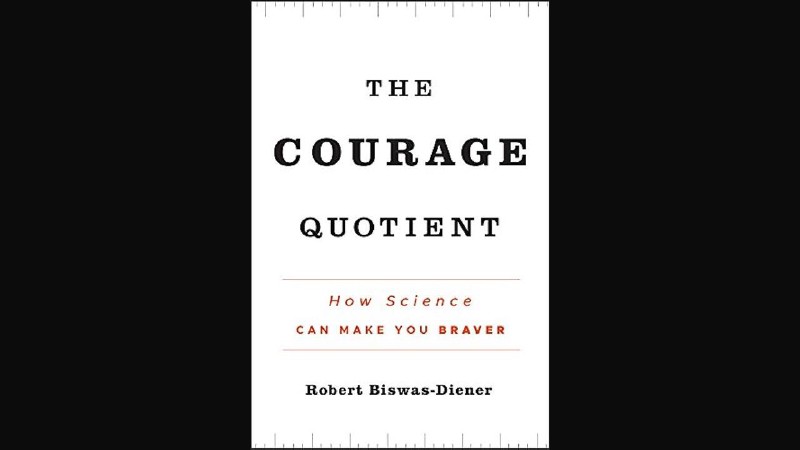 THE
COURAGE
QUOTIENT
How Science
CAN MAKE YOU BRAVER
Robert Biswas-Diener